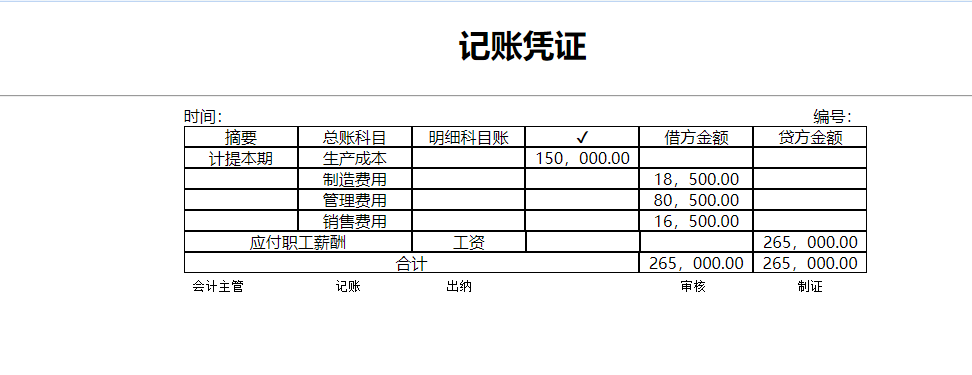 记账凭证
时间： 编号：
摘要 总账科目 明细科目账 ✓ 借方金额 贷方金额
计提本期 生产成本 150，000.00
制造费用 18，500.00
管理费用 80，500.00
销售费用 16，500.00
应付职工薪酬 工资 265，000.00
合计 265，000.00 265，000.00
会计主管 记账 出纳 审核 制证